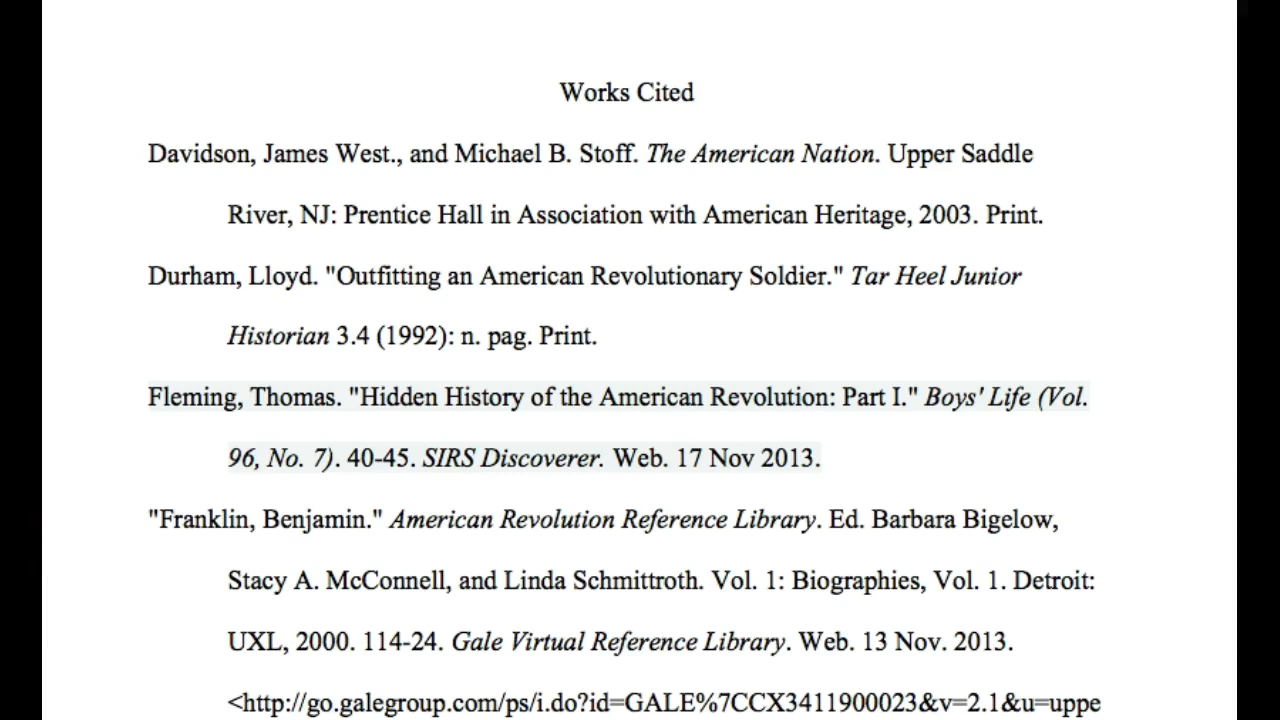 Works Cited
Davidson, James West., and Michael B. Stoff. The American Nation. Upper Saddle
River, NJ: Prentice Hall in Association with American Heritage, 2003. Print.
Durham, Lloyd. "Outfitting an American Revolutionary Soldier." Tar Heel Junior
Historian 3.4 (1992): n. pag. Print.
Fleming, Thomas. "Hidden History of the American Revolution: Part I." Boys' Life (Vol.
96, No. 7). 40-45. SIRS Discoverer. Web. 17 Nov 2013.
"Franklin, Benjamin." American Revolution Reference Library. Ed. Barbara Bigelow,
Stacy A. McConnell, and Linda Schmittroth. Vol. 1: Biographies, Vol. 1. Detroit:
UXL, 2000. 114-24. Gale Virtual Reference Library. Web. 13 Nov. 2013.
<http://go.galegroup.com/ps/i.do?id=GALE%7CCX3411900023&v=2.1&u=uppe